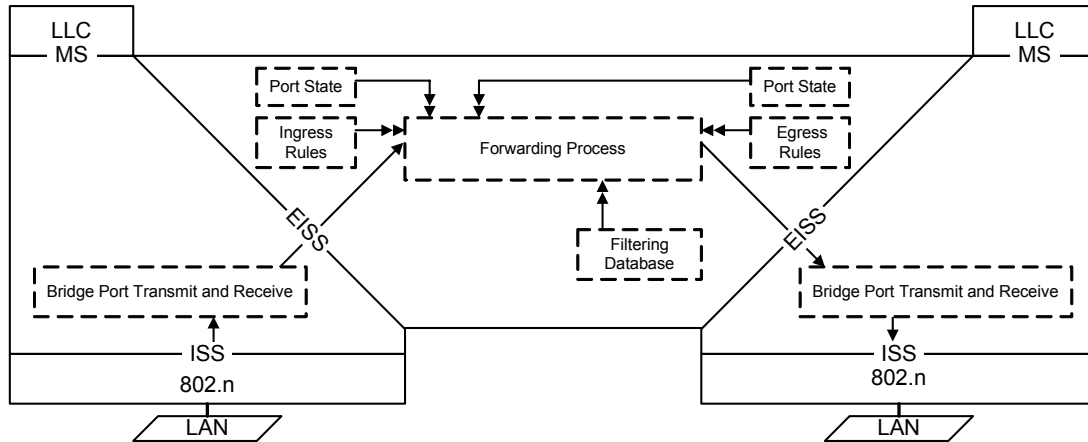 LLC
MS
LLC
MS
Port State
Port State
Ingress
Rules
Forwarding Process
Egress
Rules
EISS
EISS
Filtering
Database
Bridge Port Transmit and Receive
Bridge Port Transmit and Receive
ISS
802.n
ISS
802.n
LAN
LAN